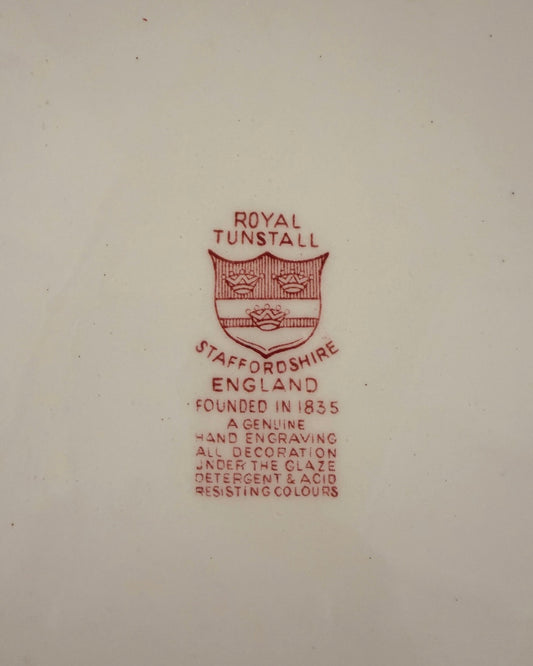 ROYAL
TUNSTALL
STAFFORDSHIRE
ENGLAND
FOUNDED IN 1835
A GENUINE
HAND ENGRAVING
ALL DECORATION
UNDER THE GLAZE
DETERGENT & ACID
RESISTING COLOURS